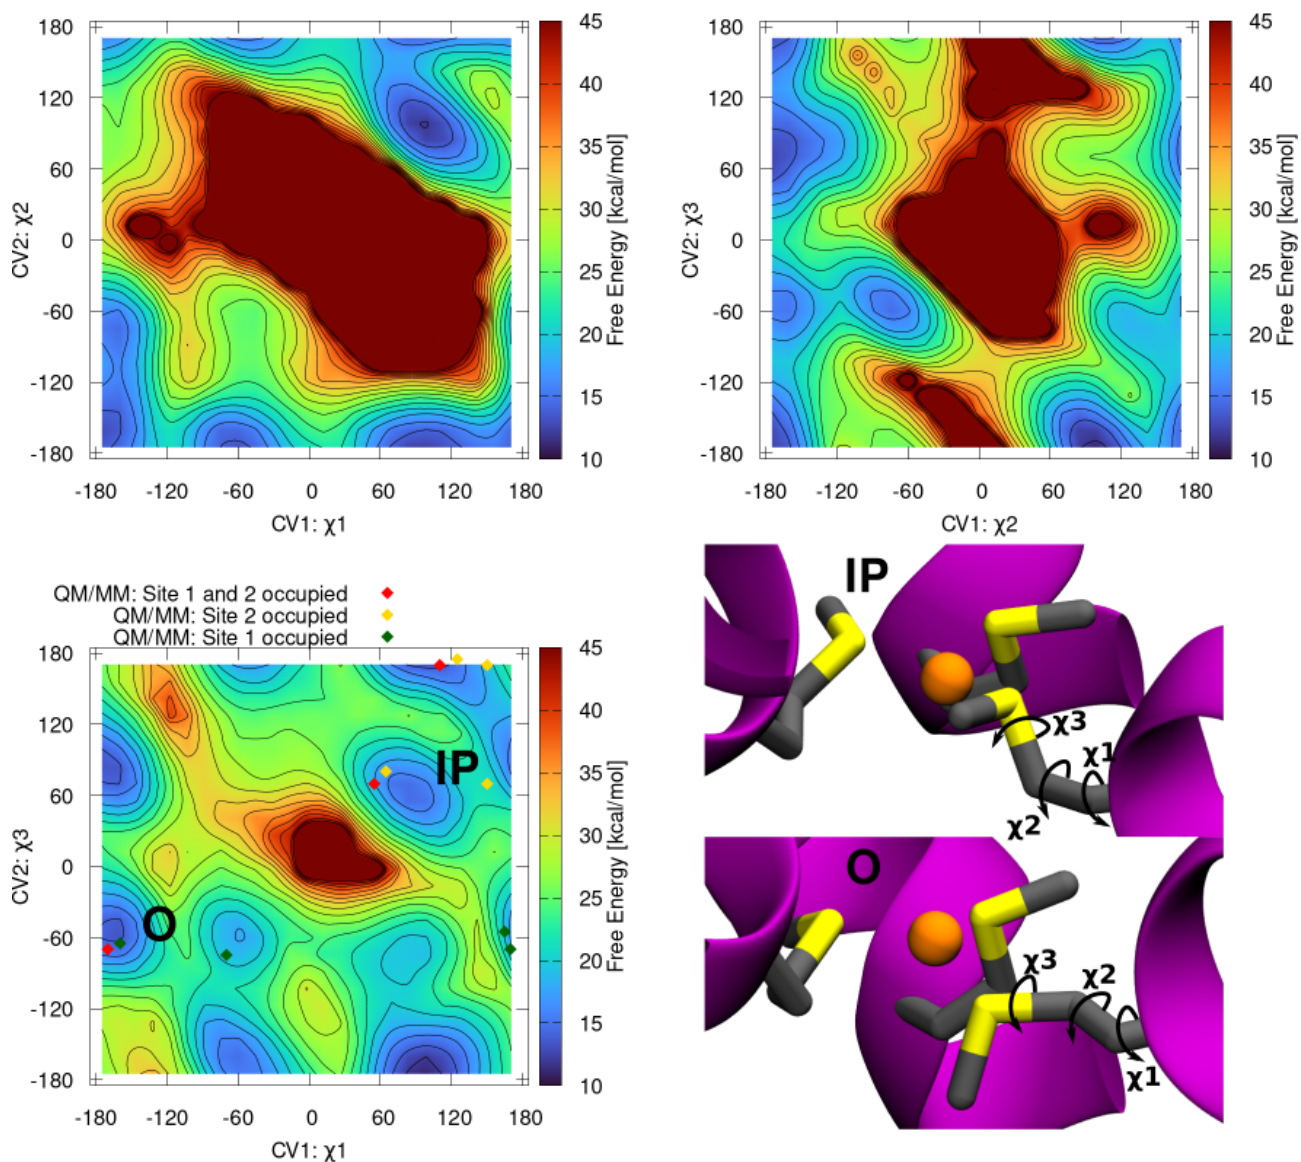 180
120
60
0
-60
-120
-180
CV2: χ2
-180 -120 -60 0 60 120 180
CV1: χ1
45
40
35
30
25
20
15
10
Free Energy [kcal/mol]
180
120
60
0
-60
-120
-180
CV2: χ3
-180 -120 -60 0 60 120 180
CV1: χ2
45
40
35
30
25
20
15
10
Free Energy [kcal/mol]
QM/MM: Site 1 and 2 occupied
QM/MM: Site 2 occupied
QM/MM: Site 1 occupied
180
120
60
0
-60
-120
-180
CV2: χ3
IP
O
-180 -120 -60 0 60 120 180
CV1: χ1
45
40
35
30
25
20
15
10
Free Energy [kcal/mol]
IP
χ3
χ1
χ2
O
χ3
χ2
χ1